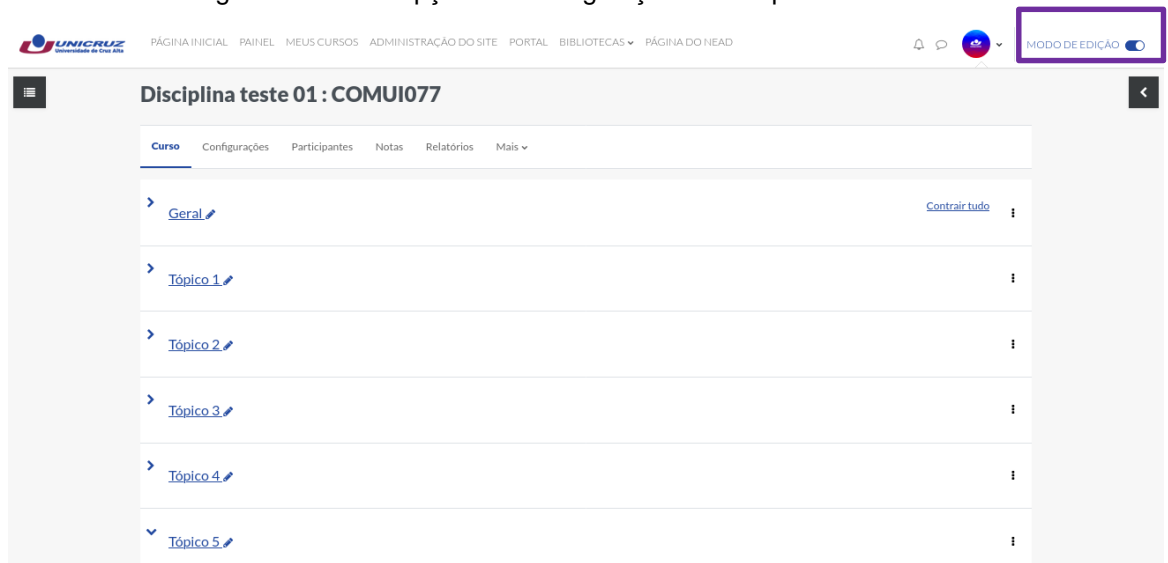 PÁGINA INICIAL PAINEL MEUS CURSOS ADMINISTRAÇÃO DO SITE PORTAL BIBLIOTECAS PÁGINA DO NEAD
MODO DE EDIÇÃO
UNICRUZ
Universidade de Cruz Alta
Disciplina teste 01 : COMUI077
Curso Configurações Participantes Notas Relatórios Mais
Contrair tudo
Geral
Tópico 1
Tópico 2
Tópico 3
Tópico 4
Tópico 5